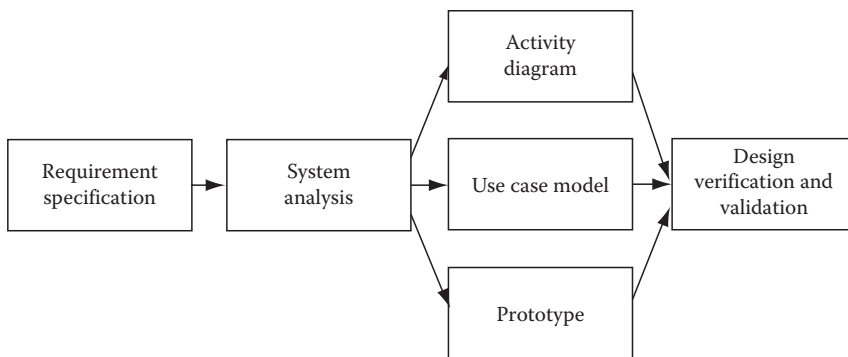 Activity
diagram
Requirement
specification
System
analysis
Use case model
Design
verification and
validation
Prototype